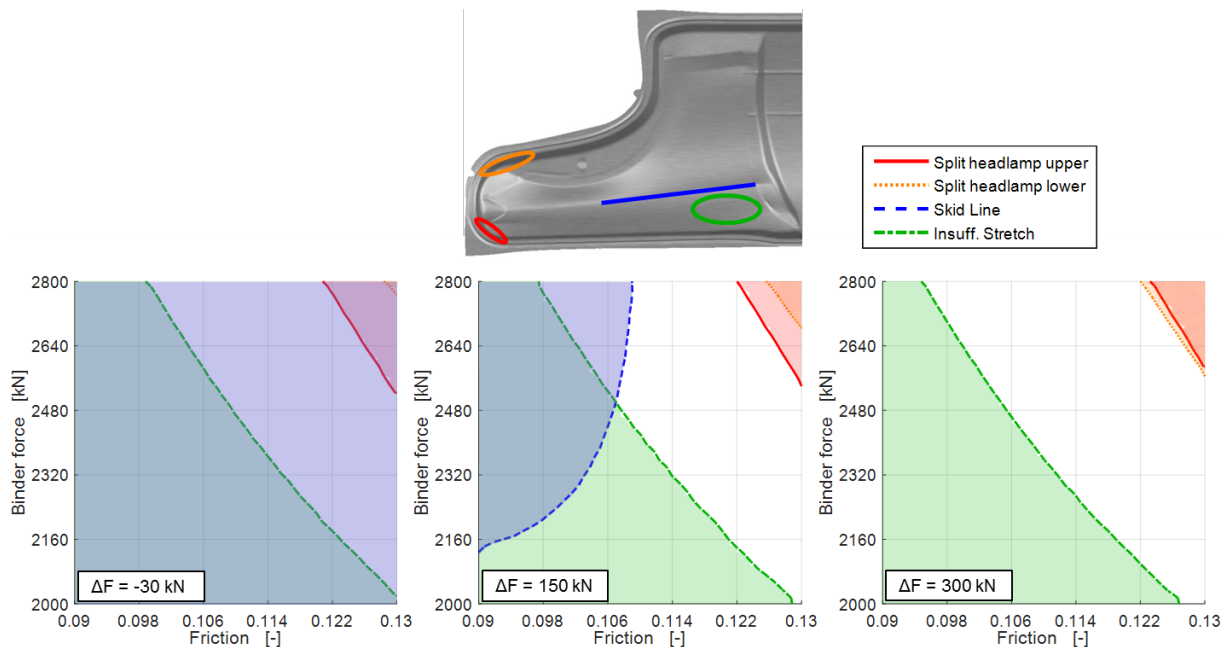 Split headlamp upper
Split headlamp lower
Skid Line
Insuff. Stretch
2800
2640
2480
2320
2160
2000
Binder force [kN]
ΔF = -30 kN
0.09 0.098 0.106 0.114 0.122 0.13
Friction [-]
2800
2640
2480
2320
2160
2000
Binder force [kN]
ΔF = 150 kN
0.09 0.098 0.106 0.114 0.122 0.13
Friction [-]
2800
2640
2480
2320
2160
2000
Binder force [kN]
ΔF = 300 kN
0.09 0.098 0.106 0.114 0.122 0.13
Friction [-]